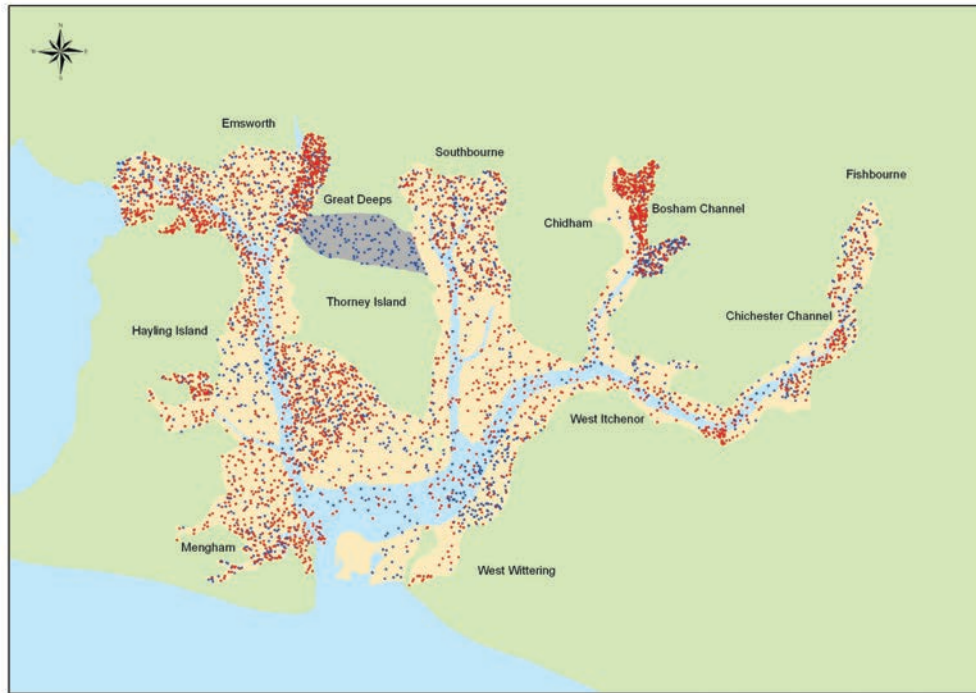 N
W
E
S
Emsworth
Southbourne
Fishbourne
Great Deeps
Bosham Channel
Chidham
Thorney Island
Chichester Channel
Hayling Island
West Itchenor
Mengham
West Wittering